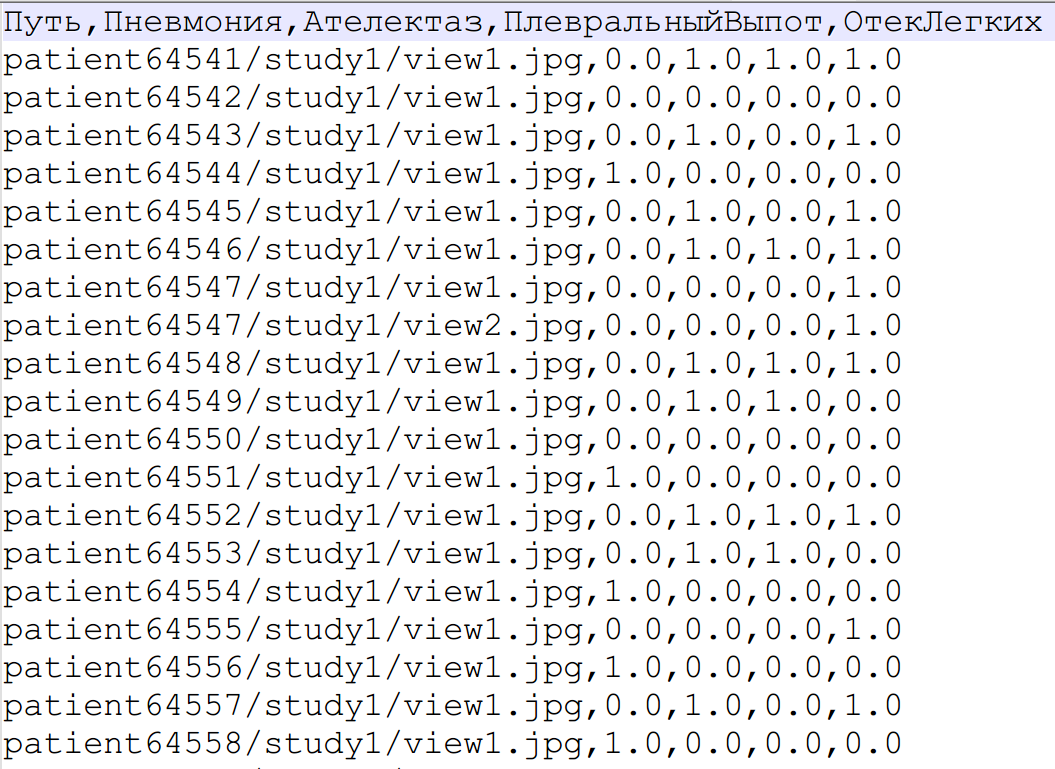 Путь,Пневмония,Ателектаз,ПлевральныйВыпот,ОтекЛегких
patient64541/study1/view1.jpg,0.0,1.0,1.0,1.0
patient64542/study1/view1.jpg,0.0,0.0,0.0,0.0
patient64543/study1/view1.jpg,0.0,1.0,0.0,1.0
patient64544/study1/view1.jpg,1.0,0.0,0.0,0.0
patient64545/study1/view1.jpg,0.0,1.0,0.0,1.0
patient64546/study1/view1.jpg,0.0,1.0,1.0,1.0
patient64547/study1/view1.jpg,0.0,0.0,0.0,1.0
patient64547/study1/view2.jpg,0.0,0.0,0.0,1.0
patient64548/study1/view1.jpg,0.0,1.0,1.0,1.0
patient64549/study1/view1.jpg,0.0,1.0,1.0,0.0
patient64550/study1/view1.jpg,0.0,0.0,0.0,0.0
patient64551/study1/view1.jpg,1.0,0.0,0.0,0.0
patient64552/study1/view1.jpg,0.0,1.0,1.0,1.0
patient64553/study1/view1.jpg,0.0,1.0,1.0,0.0
patient64554/study1/view1.jpg,1.0,0.0,0.0,0.0
patient64555/study1/view1.jpg,0.0,0.0,0.0,1.0
patient64556/study1/view1.jpg,1.0,0.0,0.0,0.0
patient64557/study1/view1.jpg,0.0,1.0,0.0,1.0
patient64558/study1/view1.jpg,1.0,0.0,0.0,0.0